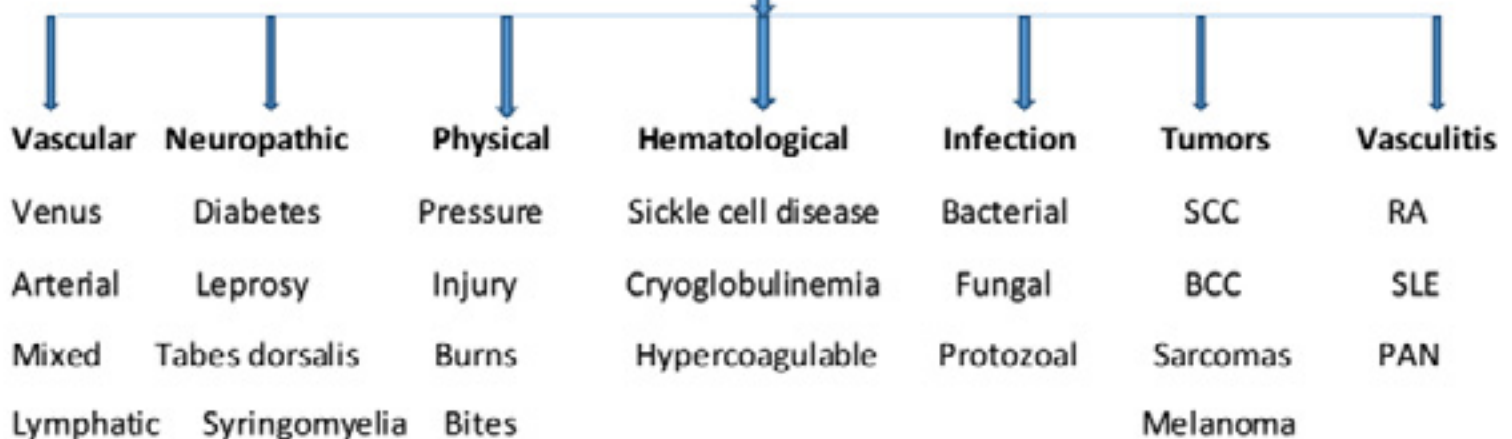 Vascular Neuropathic Physical Hematological Infection Tumors Vasculitis
Venus Diabetes Pressure Sickle cell disease Bacterial SCC RA
Arterial Leprosy Injury Cryoglobulinemia Fungal BCC SLE
Mixed Tabes dorsalis Burns Hypercoagulable Protozoal Sarcomas PAN
Lymphatic Syringomyelia Bites Melanoma